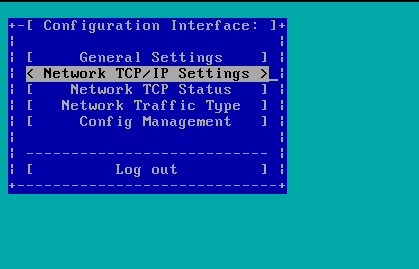 +-[ Configuration Interface: ]+
[ General Settings ]
< Network TCP/IP Settings >
[ Network TCP Status ]
[ Network Traffic Type ]
[ Config Management ]
[ Log out ]